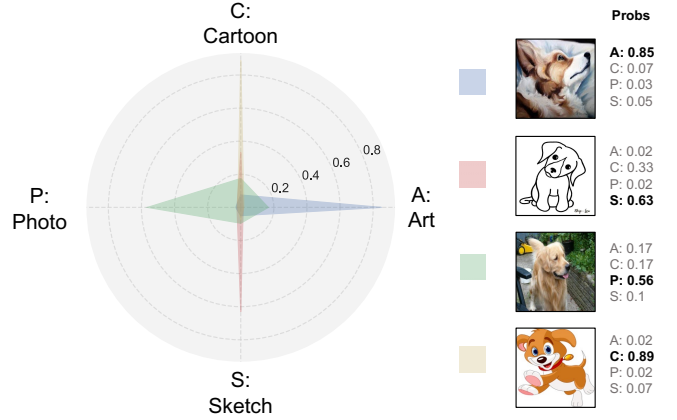 C:
Cartoon
P:
Photo
0.2
0.4
0.6
0.8
A:
Art
S:
Sketch
Probs
A: 0.85
C: 0.07
P: 0.03
S: 0.05
A: 0.02
C: 0.33
P: 0.02
S: 0.63
A: 0.17
C: 0.17
P: 0.56
S: 0.1
A: 0.02
C: 0.89
P: 0.02
S: 0.07